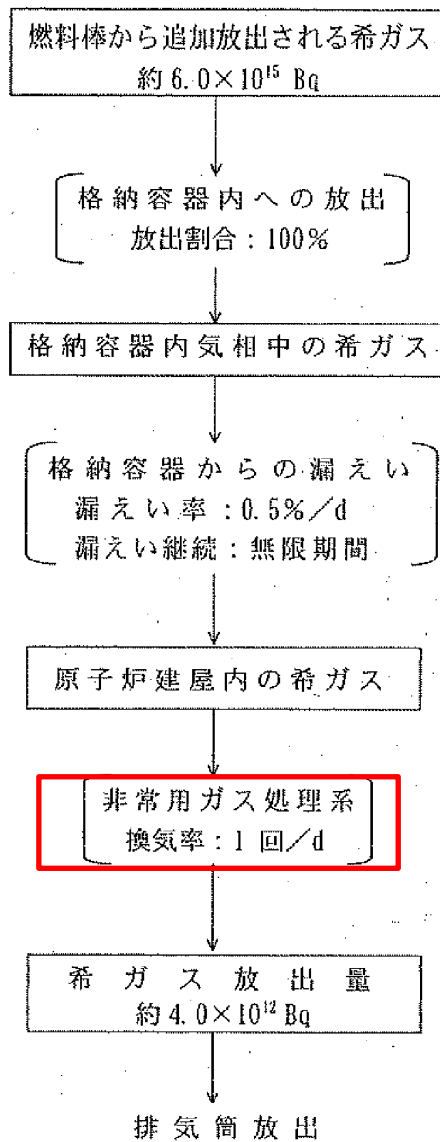 燃料棒から追加放出される希ガス
約6.0×10¹⁵ Bq
格納容器内への放出
放出割合：100%
格納容器内気相中の希ガス
格納容器からの漏えい
漏えい率：0.5%／d
漏えい継続：無限期間
原子炉建屋内の希ガス
非常用ガス処理系
換気率：1 回／d
希ガス放出量
約4.0×10¹² Bq
排気筒放出